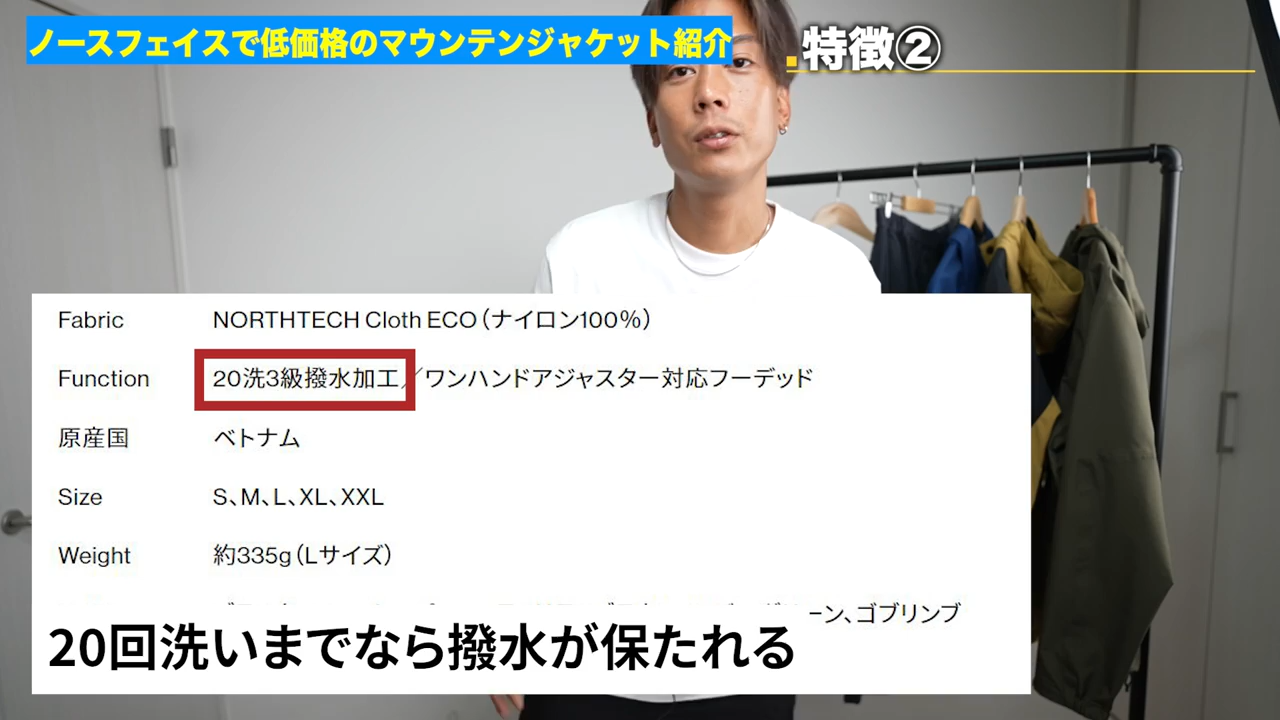 ノースフェイスで低価格のマウンテンジャケット紹介
.特徴②
Fabric NORTHTECH Cloth ECO（ナイロン100％）
Function 20洗3級撥水加工／ワンハンドアジャスター対応フーデッド
原産国 ベトナム
Size S、M、L、XL、XXL
Weight 約335g（Lサイズ）
ーン、ゴブリンブ
20回洗いまでなら撥水が保たれる